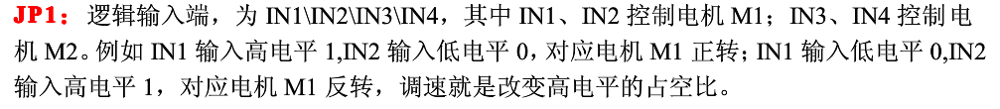 JP1：逻辑输入端，为 IN1\IN2\IN3\IN4，其中 IN1、IN2 控制电机 M1；IN3、IN4 控制电
机 M2。例如 IN1 输入高电平 1,IN2 输入低电平 0，对应电机 M1 正转；IN1 输入低电平 0,IN2
输入高电平 1，对应电机 M1 反转，调速就是改变高电平的占空比。